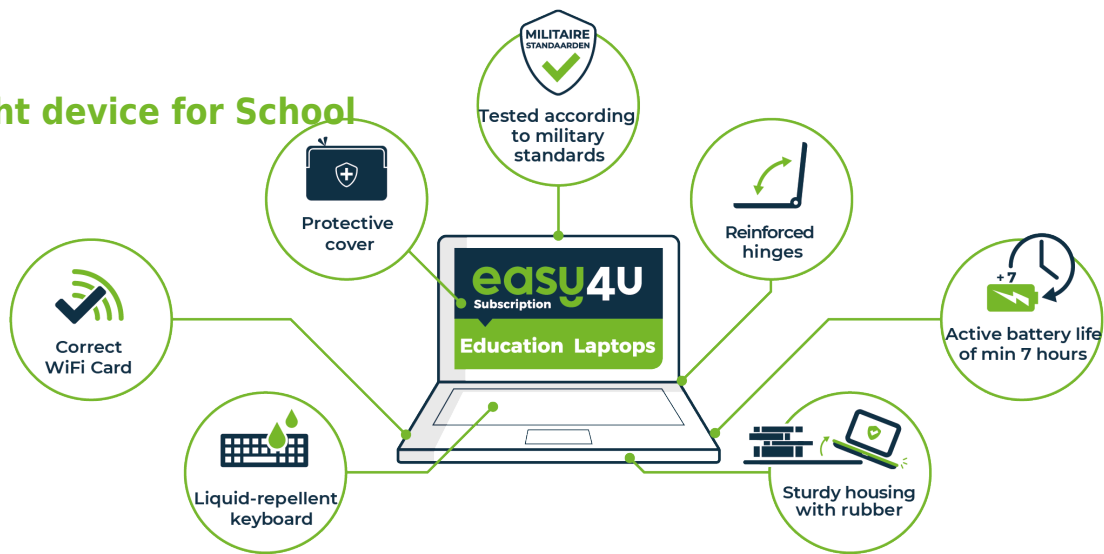 ht device for School
MILITAIRE
STANDAARDEN
Tested according
to military
standards
Protective
cover
Reinforced
hinges
easy4u
Subscription
Education Laptops
+7
Active battery life
of min 7 hours
Correct
WiFi Card
Liquid-repellent
keyboard
Sturdy housing
with rubber